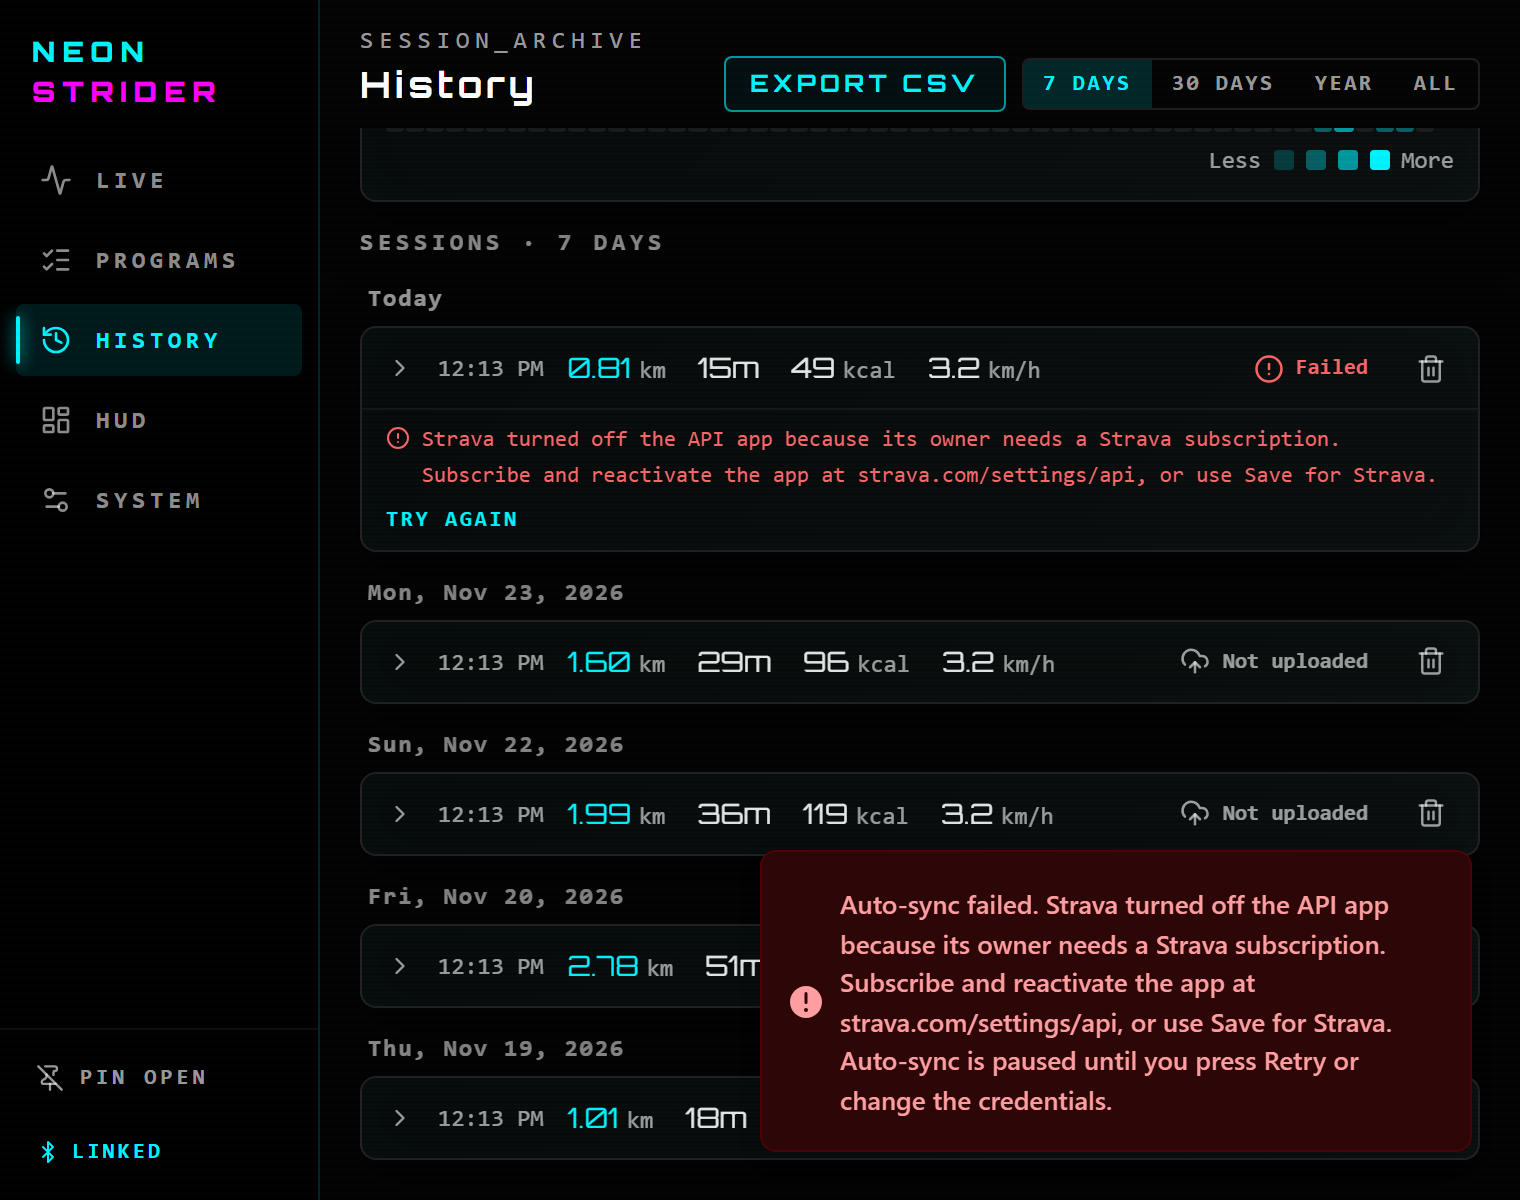 NEON
STRIDER
LIVE
PROGRAMS
HISTORY
HUD
SYSTEM
PIN OPEN
LINKED
SESSION_ARCHIVE
History
EXPORT CSV
7 DAYS 30 DAYS YEAR ALL
Less More
SESSIONS · 7 DAYS
Today
12:13 PM 0.81 km 15m 49 kcal 3.2 km/h Failed
Strava turned off the API app because its owner needs a Strava subscription.
Subscribe and reactivate the app at strava.com/settings/api, or use Save for Strava.
TRY AGAIN
Mon, Nov 23, 2026
12:13 PM 1.60 km 29m 96 kcal 3.2 km/h Not uploaded
Sun, Nov 22, 2026
12:13 PM 1.99 km 36m 119 kcal 3.2 km/h Not uploaded
Fri, Nov 20, 2026
12:13 PM 2.78 km 51m
Thu, Nov 19, 2026
12:13 PM 1.01 km 18m
Auto-sync failed. Strava turned off the API app
because its owner needs a Strava subscription.
Subscribe and reactivate the app at
strava.com/settings/api, or use Save for Strava.
Auto-sync is paused until you press Retry or
change the credentials.